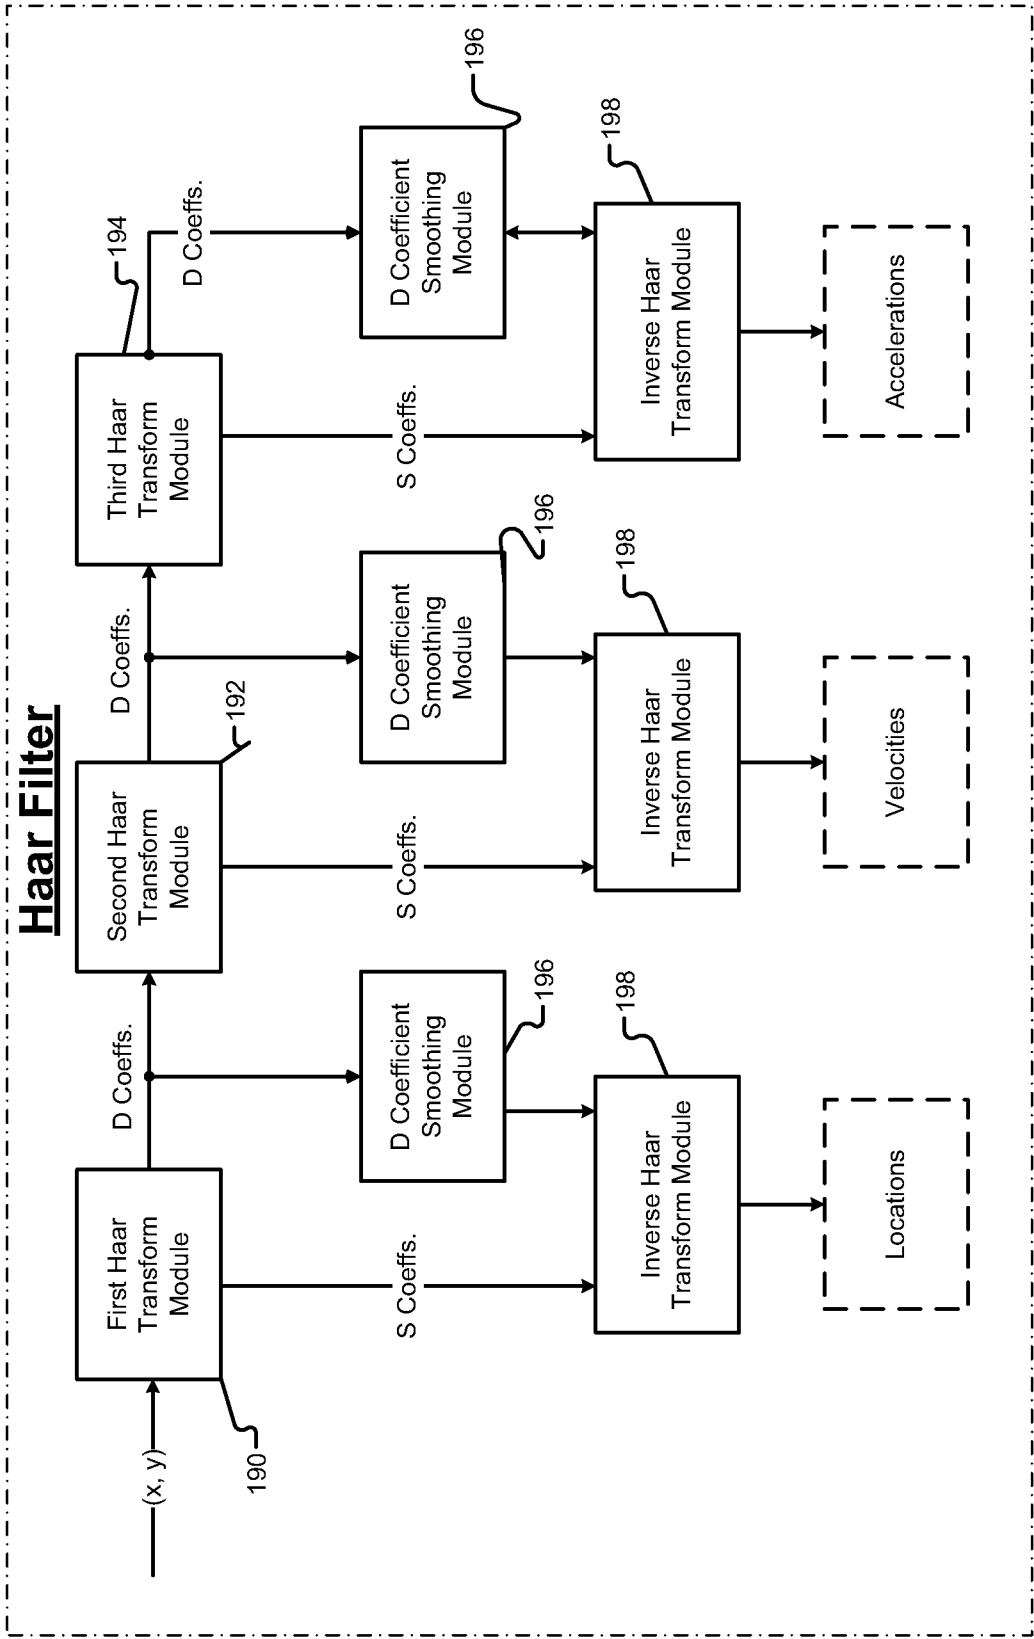 Haar Filter
(x, y)
190
First Haar
Transform
Module
D Coeffs.
Second Haar
Transform
Module
192
D Coeffs.
Third Haar
Transform
Module
194
D Coeffs.
S Coeffs.
D Coefficient
Smoothing
Module
196
S Coeffs.
D Coefficient
Smoothing
Module
196
S Coeffs.
D Coefficient
Smoothing
Module
196
Inverse Haar
Transform Module
198
Inverse Haar
Transform Module
198
Inverse Haar
Transform Module
198
Locations
Velocities
Accelerations